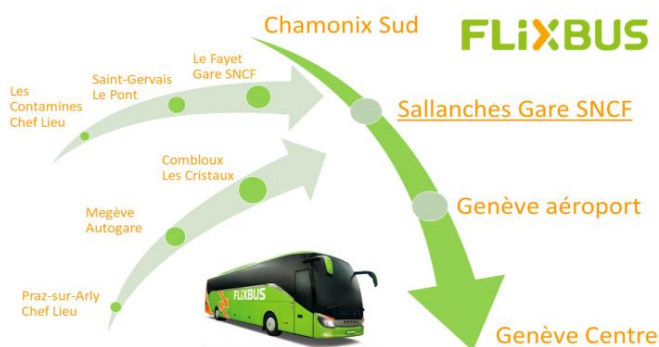 Chamonix Sud
FLiXBUS
Le Fayet
Gare SNCF
Saint-Gervais
Le Pont
Les
Contamines
Chef Lieu
Sallanches Gare SNCF
Combloux
Les Cristaux
Megève
Autogare
Genève aéroport
Praz-sur-Arly
Chef Lieu
FLiXBUS
Genève Centre